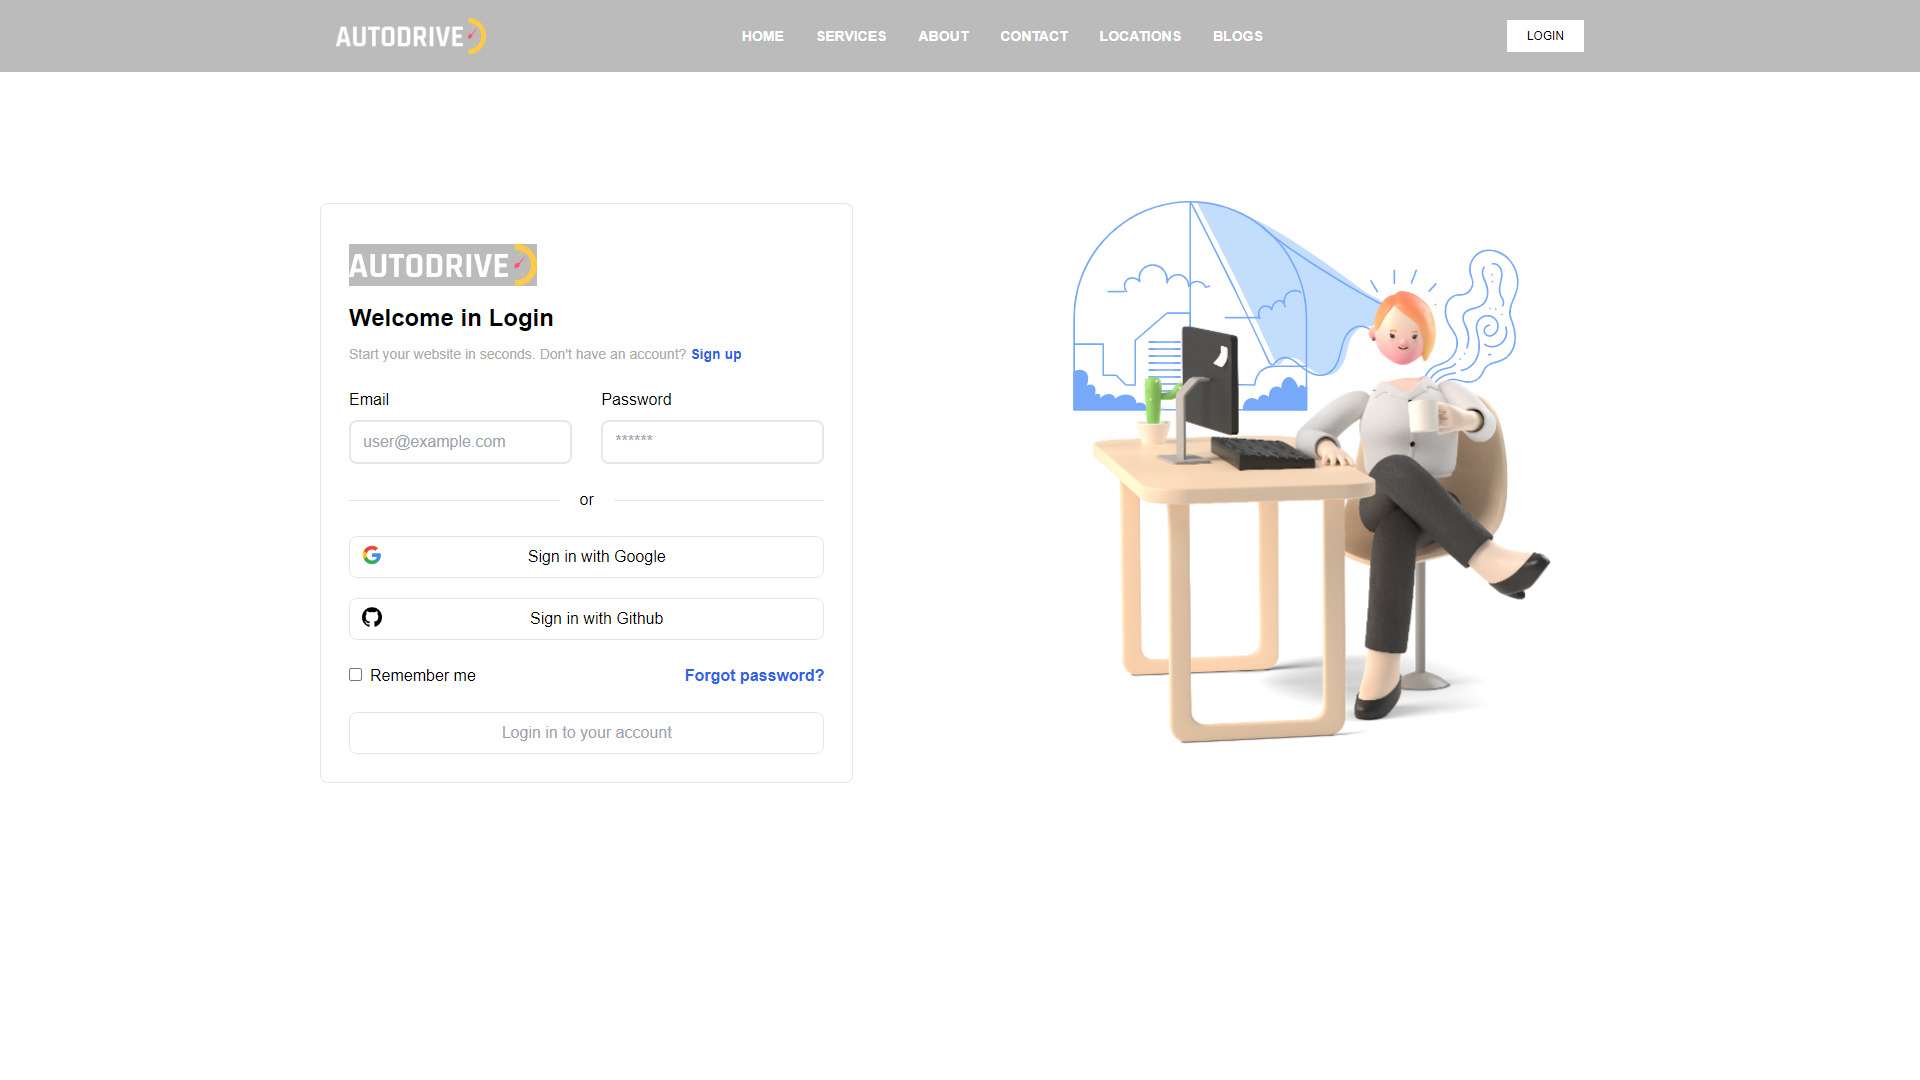 AUTODRIVE
HOME SERVICES ABOUT CONTACT LOCATIONS BLOGS
LOGIN
AUTODRIVE
Welcome in Login
Start your website in seconds. Don't have an account? Sign up
Email
user@example.com
Password
******
or
Sign in with Google
Sign in with Github
Remember me
Forgot password?
Login in to your account